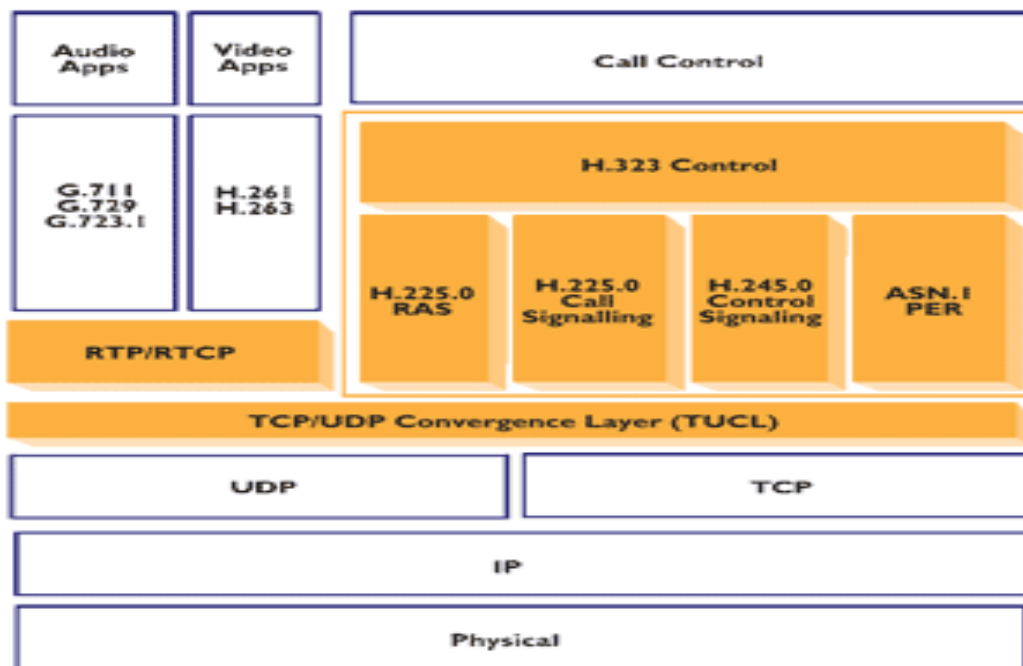 Audio
Apps
Video
Apps
Call Control
G.711
G.729
G.723.1
H.261
H.263
H.323 Control
H.225.0
RAS
H.225.0
Call
Signalling
H.245.0
Control
Signaling
ASN.1
PER
RTP/RTCP
TCP/UDP Convergence Layer (TUCL)
UDP
TCP
IP
Physical